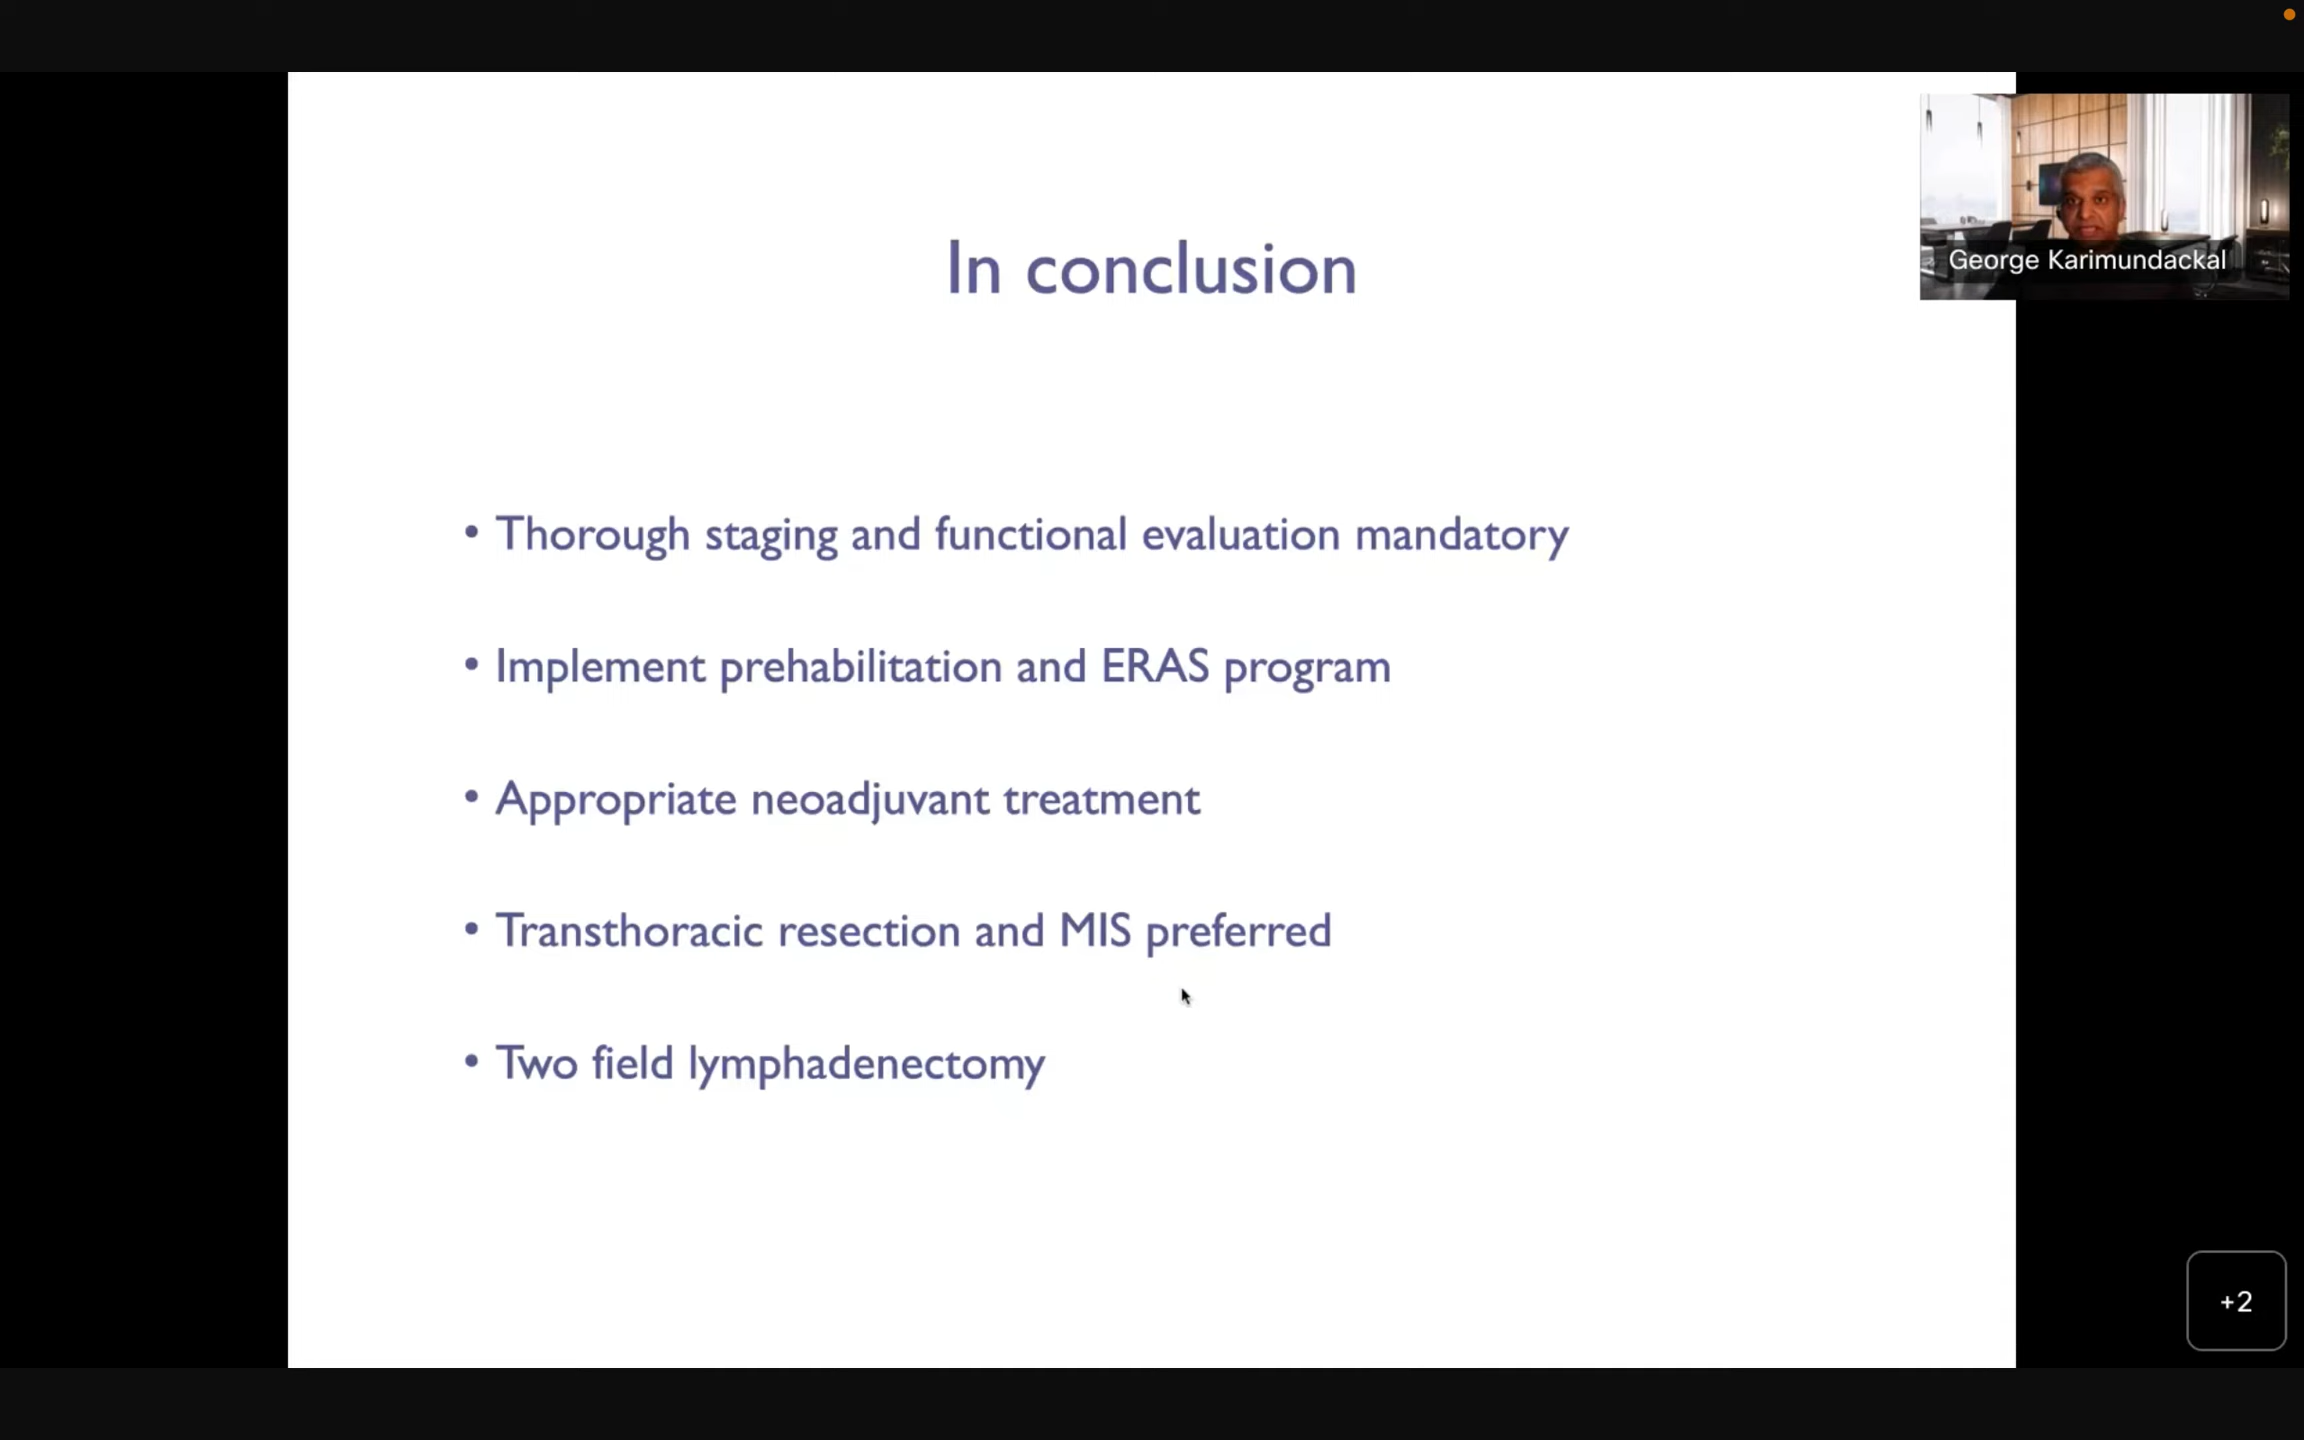 In conclusion
George Karimundackal
• Thorough staging and functional evaluation mandatory
• Implement prehabilitation and ERAS program
• Appropriate neoadjuvant treatment
• Transthoracic resection and MIS preferred
• Two field lymphadenectomy
+2